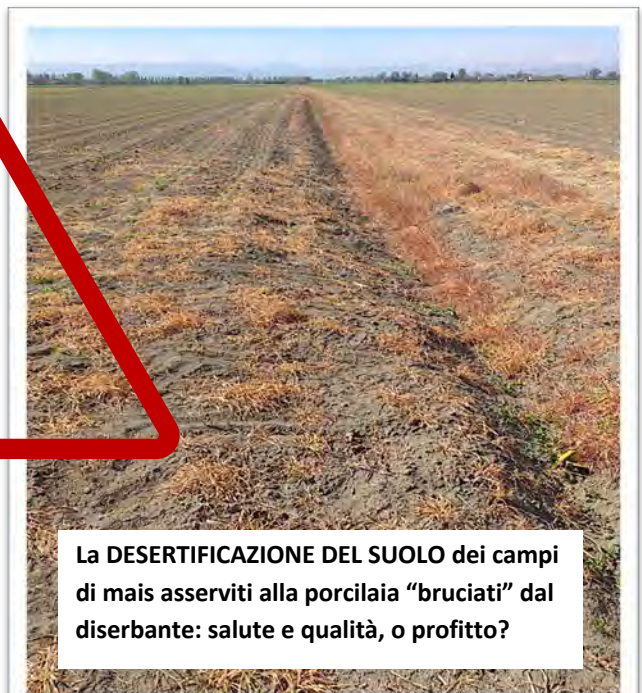 La DESERTIFICAZIONE DEL SUOLO dei campi
di mais asserviti alla porcilaia “bruciati” dal
diserbante: salute e qualità, o profitto?